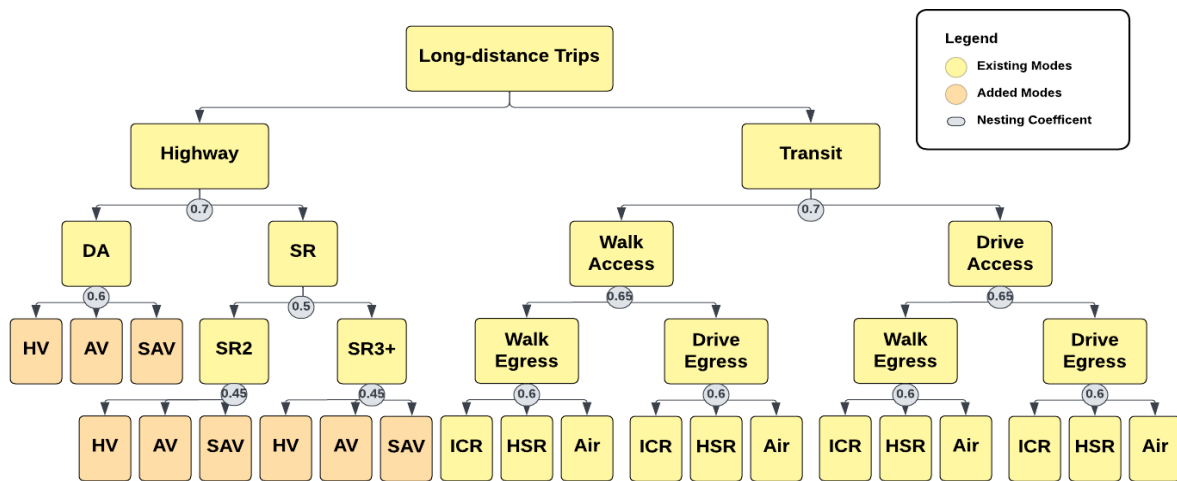 Long-distance Trips
Legend
Existing Modes
Added Modes
Nesting Coefficent
Highway
Transit
0.7
0.7
DA
SR
Walk
Access
Drive
Access
0.6
0.5
0.65
0.65
HV
AV
SAV
SR2
SR3+
Walk
Egress
Drive
Egress
Walk
Egress
Drive
Egress
0.45
0.45
0.6
0.6
0.6
0.6
HV
AV
SAV
HV
AV
SAV
ICR
HSR
Air
ICR
HSR
Air
ICR
HSR
Air
ICR
HSR
Air